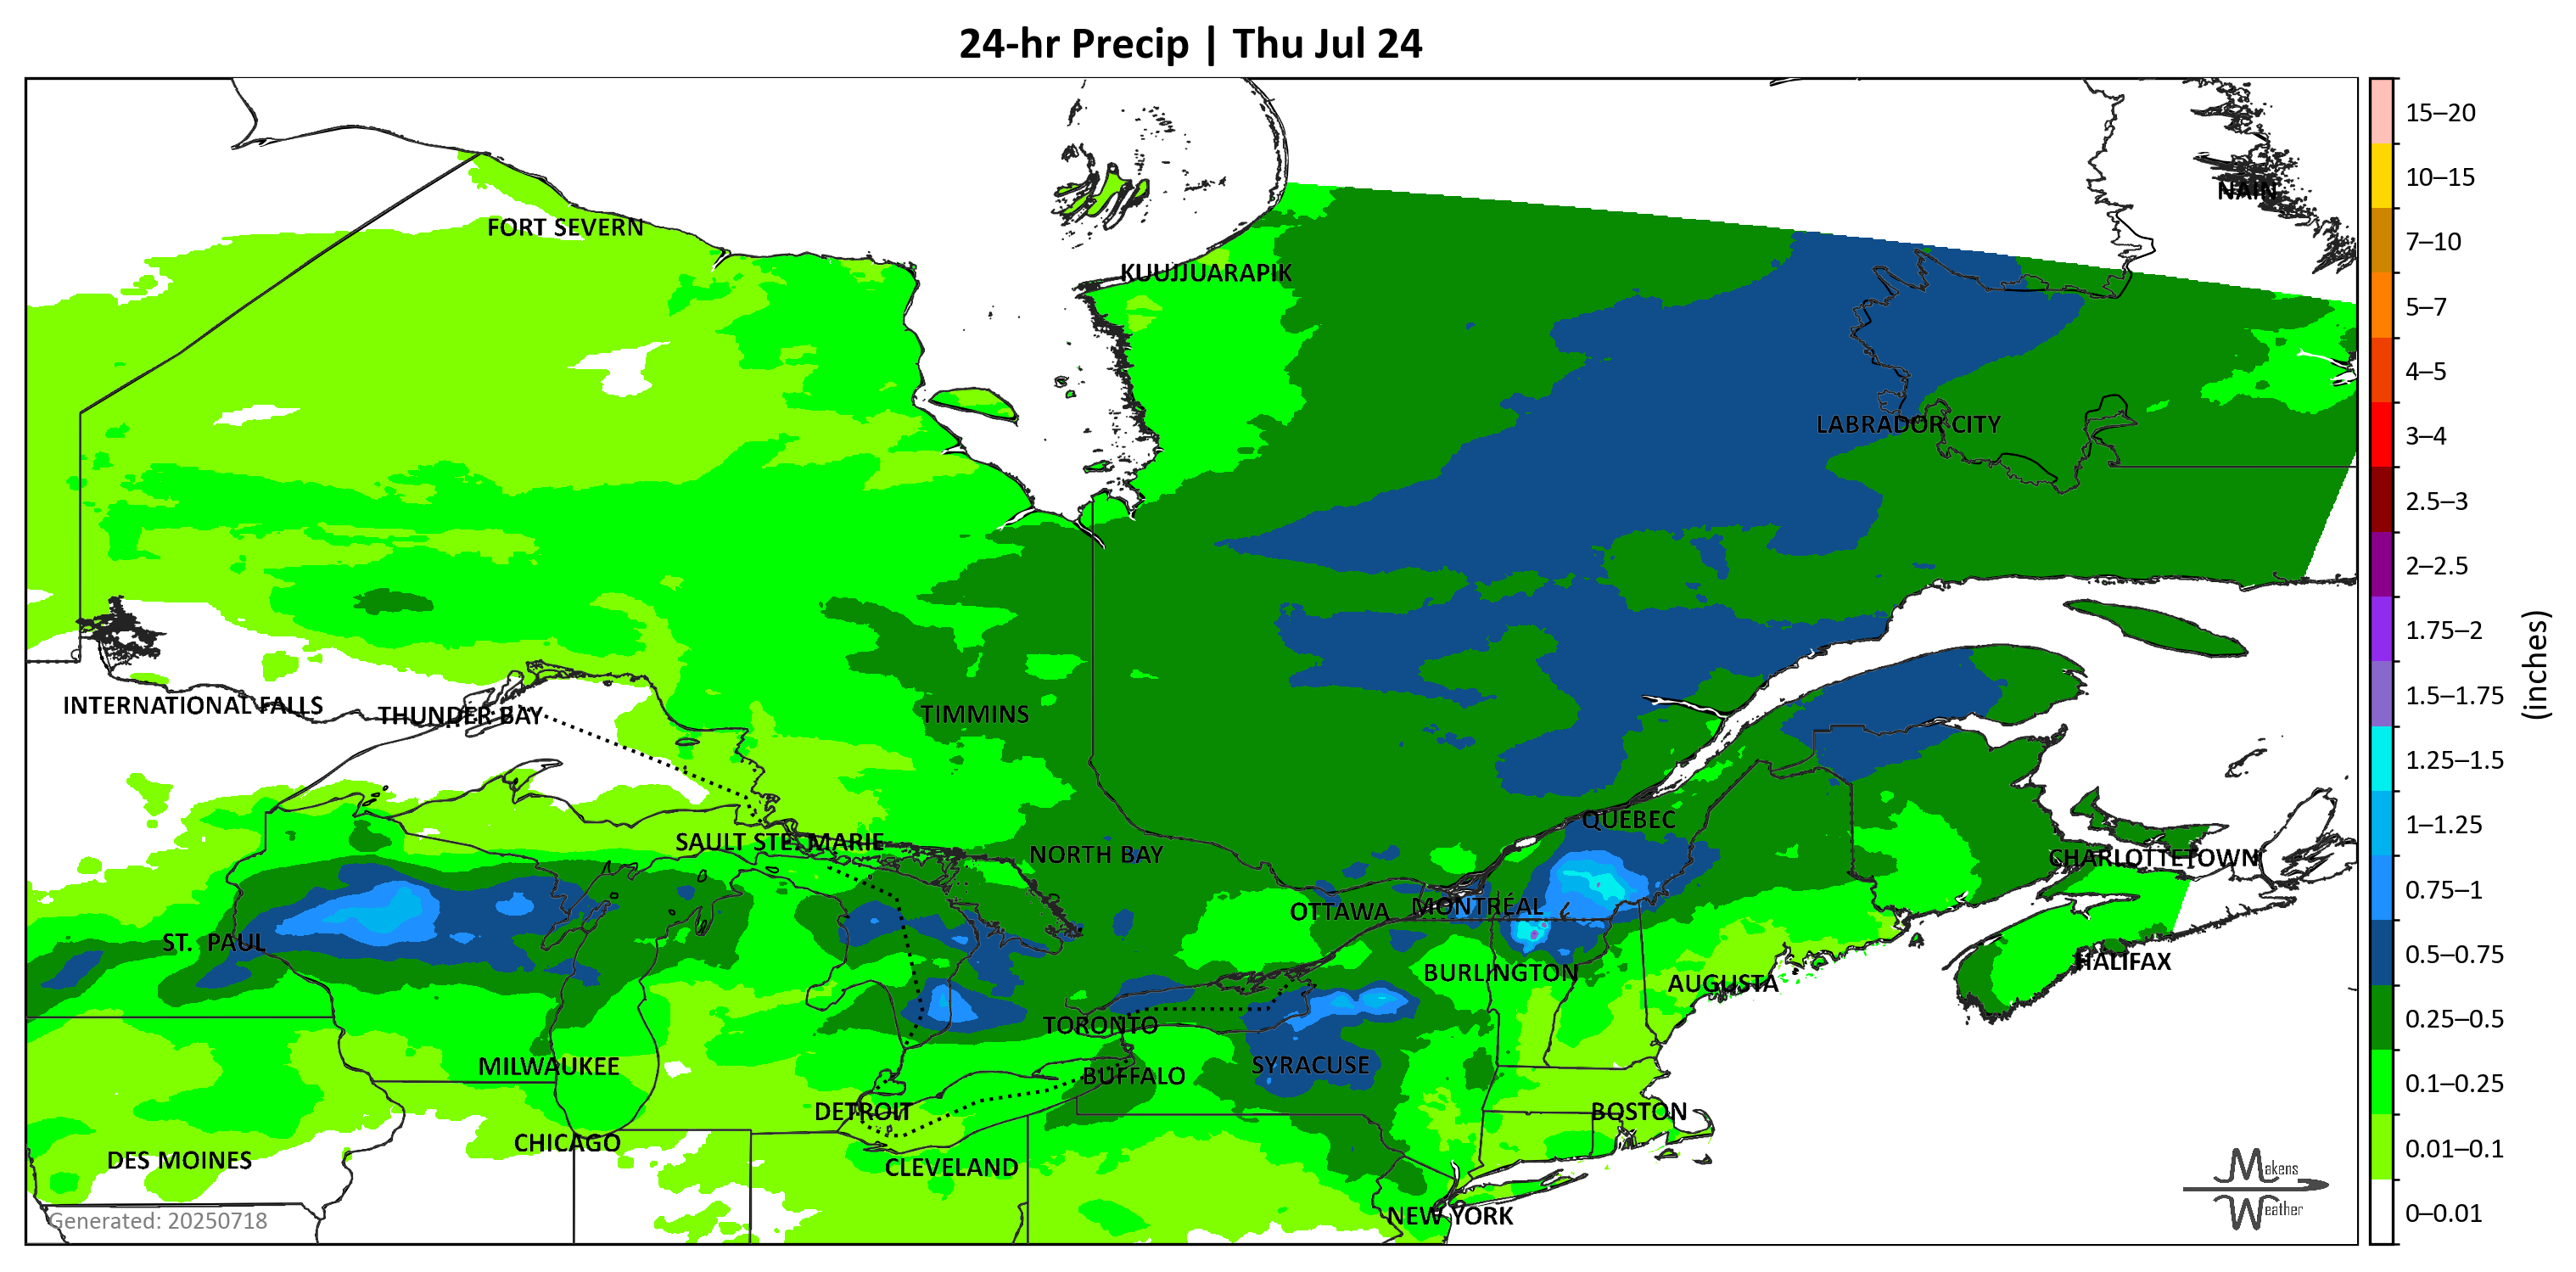 24-hr Precip | Thu Jul 24
15–20
10–15
NAIN
7–10
FORT SEVERN
KUUJJUARAPIK
5–7
4–5
LABRADOR CITY
3–4
2.5–3
2–2.5
1.75–2
(inches)
1.5–1.75
INTERNATIONAL FALLS
THUNDER BAY
TIMMINS
1.25–1.5
QUEBEC
1–1.25
SAULT STE. MARIE
NORTH BAY
CHARLOTTETOWN
0.75–1
OTTAWA
MONTRÉAL
ST. PAUL
0.5–0.75
HALIFAX
BURLINGTON
AUGUSTA
0.25–0.5
TORONTO
MILWAUKEE
SYRACUSE
BUFFALO
0.1–0.25
DETROIT
BOSTON
CHICAGO
0.01–0.1
DES MOINES
CLEVELAND
Makens
Weather
0–0.01
NEW YORK
Generated: 20250718